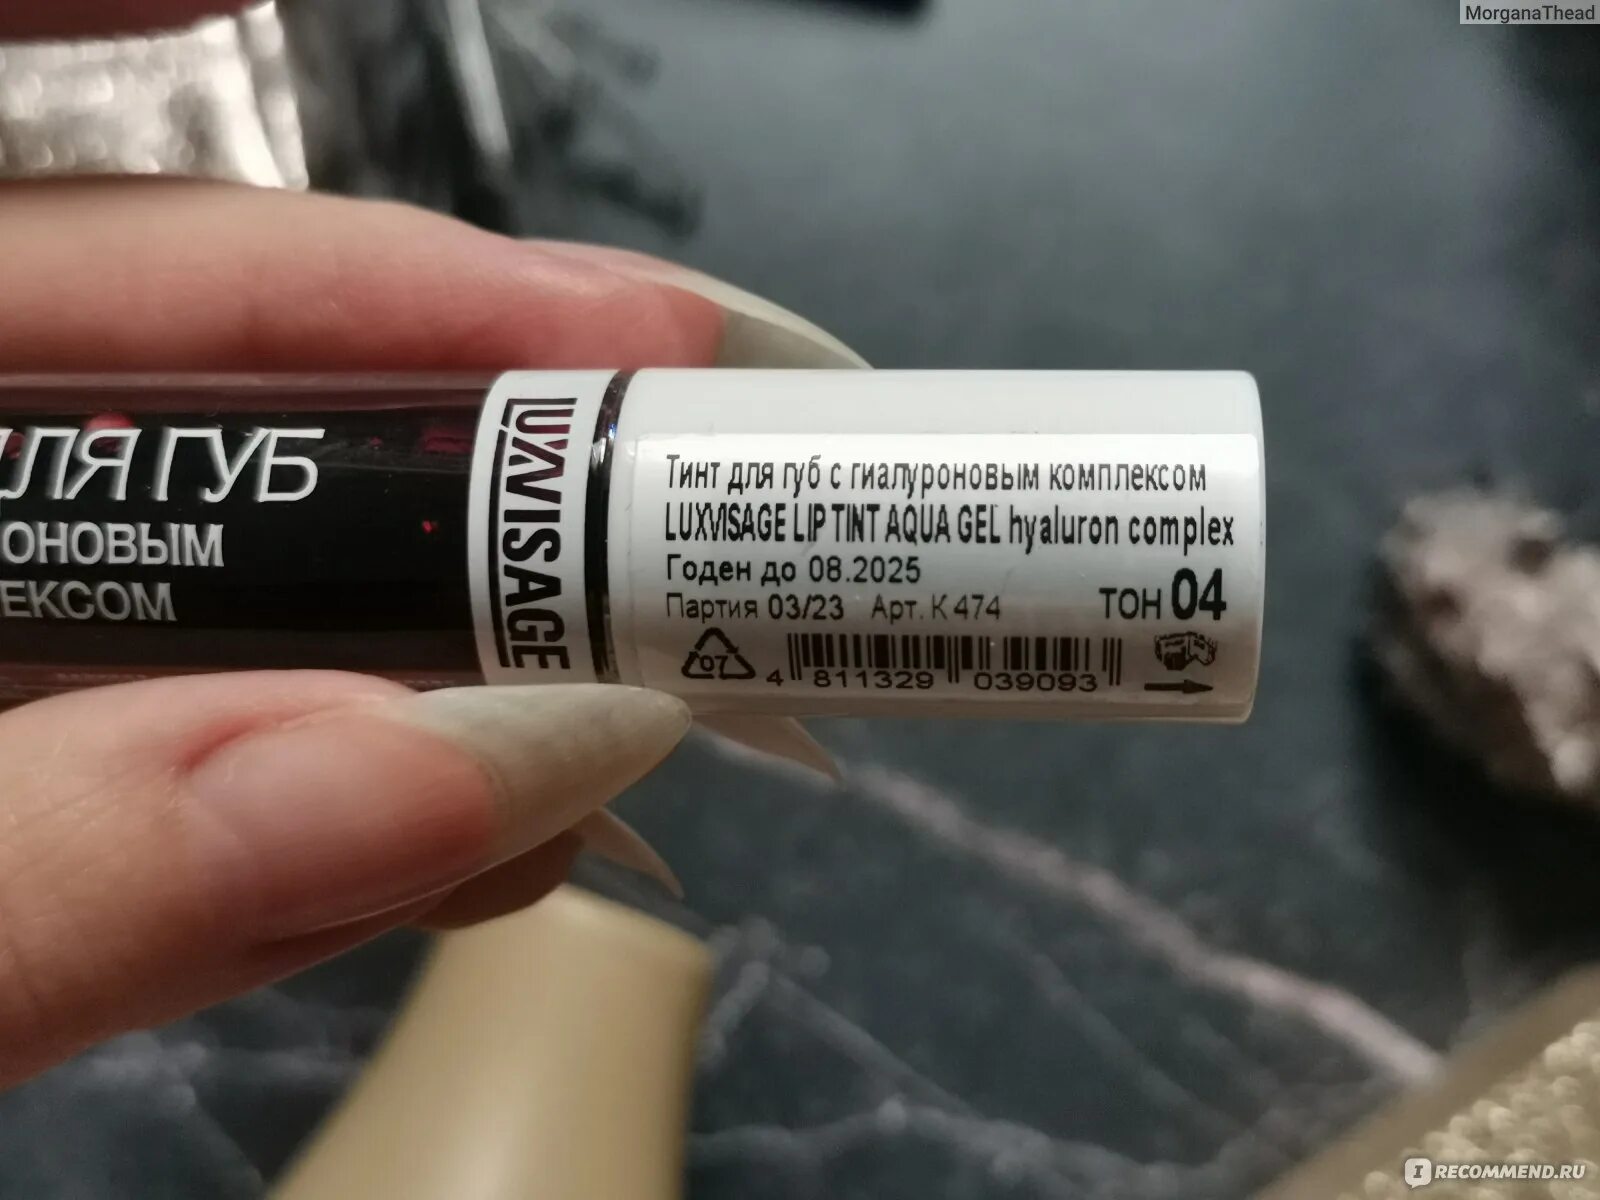 MorganaThead
ЛЯ ГУБ
ОНОВЫМ
ЕКСОМ
LUXVISAGE
Тинт для губ с гиалуроновым комплексом
LUXVISAGE LIP TINT AQUA GEL hyaluron complex
Годен до 08.2025
Партия 03/23 Арт. К 474 ТОН 04
07
4 811329 039093
RECOMMEND.RU